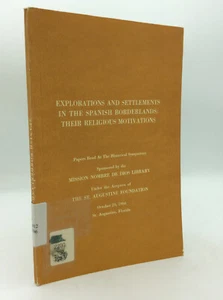 EXPLORATIONS AND SETTLEMENTS
IN THE SPANISH BORDERLANDS:
THEIR RELIGIOUS MOTIVATIONS
Papers Read At The Historical Symposium
Sponsored by the
MISSION NOMBRE DE DIOS LIBRARY
Under the Auspices of
THE ST. AUGUSTINE FOUNDATION
October
St. Augustine, Florida